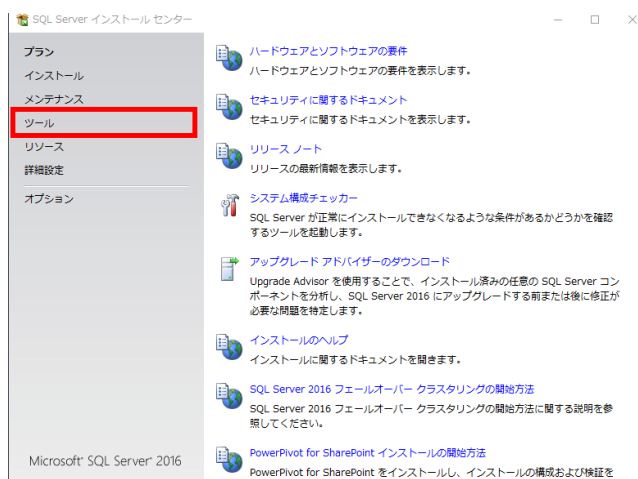 SQL Server インストール センター
プラン
インストール
メンテナンス
ツール
リソース
詳細設定
オプション
Microsoft® SQL Server® 2016
ハードウェアとソフトウェアの要件
ハードウェアとソフトウェアの要件を表示します。
セキュリティに関するドキュメント
セキュリティに関するドキュメントを表示します。
リリース ノート
リリースの最新情報を表示します。
システム構成チェッカー
SQL Server が正常にインストールできなくなるような条件があるかどうかを確認
するツールを起動します。
アップグレード アドバイザーのダウンロード
Upgrade Advisor を使用することで、インストール済みの任意の SQL Server コン
ポーネントを分析し、SQL Server 2016 にアップグレードする前または後に修正が
必要な問題を特定します。
インストールのヘルプ
インストールに関するドキュメントを開きます。
SQL Server 2016 フェールオーバー クラスタリングの開始方法
SQL Server 2016 フェールオーバー クラスタリングの開始方法に関する説明を参
照してください。
PowerPivot for SharePoint インストールの開始方法
PowerPivot for SharePoint をインストールし、インストールの構成および検証を